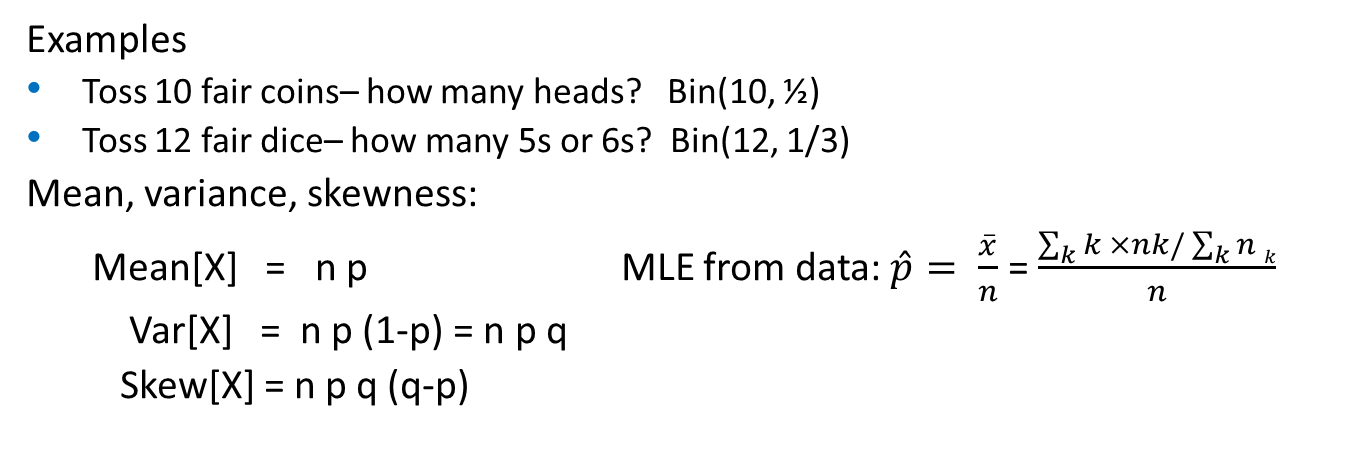 Examples
• Toss 10 fair coins– how many heads? Bin(10, ½)
• Toss 12 fair dice– how many 5s or 6s? Bin(12, 1/3)
Mean, variance, skewness:
Mean[X] = n p
MLE from data: p̂ = x̄/n = (∑ₖ k ×nk/ ∑ₖ n ₖ)/n
Var[X] = n p (1-p) = n p q
Skew[X] = n p q (q-p)